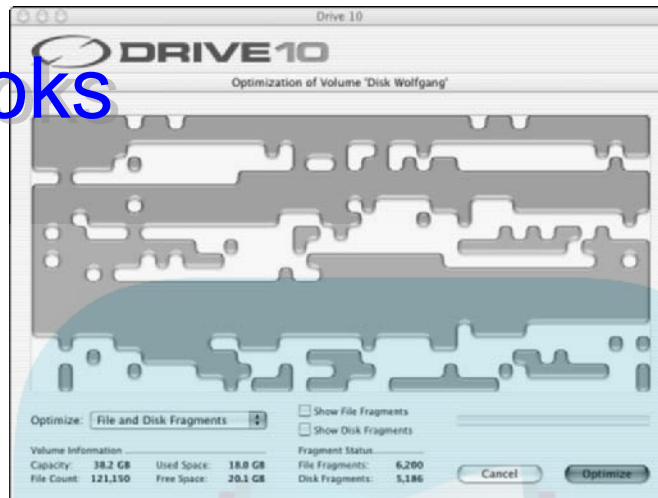 Drive 10
DRIVE10
oks
Optimization of Volume 'Disk Wolfgang'
Optimize: File and Disk Fragments
Show File Fragments
Show Disk Fragments
Volume Information
Capacity: 38.2 GB Used Space: 18.0 GB
File Count: 121,150 Free Space: 20.1 GB
Fragment Status
File Fragments: 6,200
Disk Fragments: 5,186
Cancel Optimize